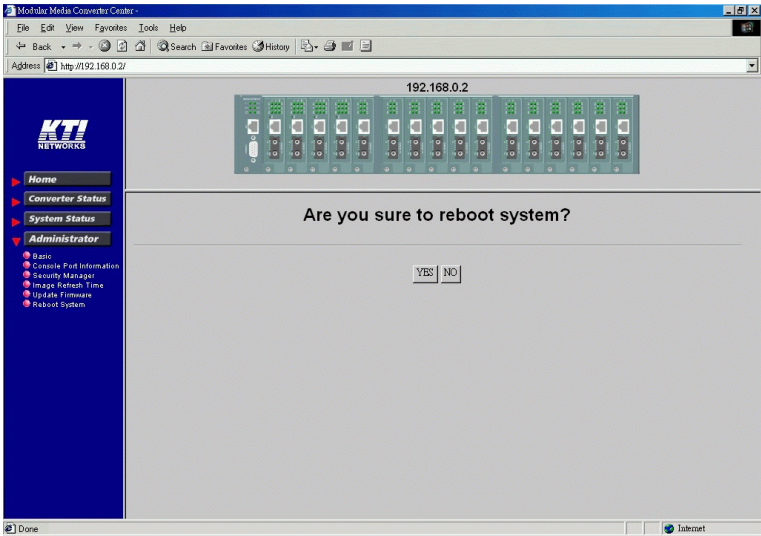 Modular Media Converter Center -
File Edit View Favorites Tools Help
Back Search Favorites History
Address http://192.168.0.2/
192.168.0.2
KTI
NETWORKS
Home
Converter Status
System Status
Administrator
Basic
Console Port Information
Security Manager
Image Refresh Time
Update Firmware
Reboot System
Are you sure to reboot system?
YES NO
Done Internet